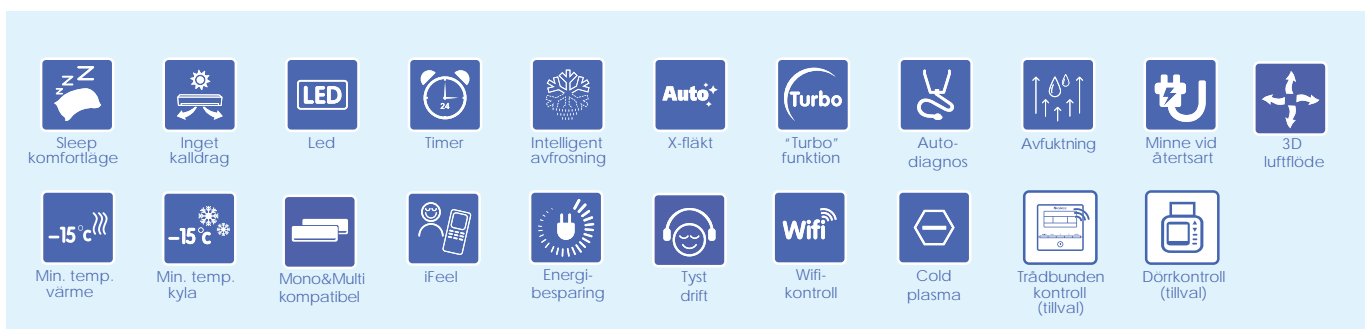 Z Z Z
Sleep
komfortläge
Inget
kalldrag
LED
Led
24
Timer
Intelligent
avfrosning
Auto
X-fläkt
Turbo
"Turbo"
funktion
Auto-
diagnos
Avfuktning
Minne vid
återtsart
3D
luftflöde
-15°c
Min. temp.
värme
-15°c
Min. temp.
kyla
Mono&Multi
kompatibel
iFeel
Energi-
besparing
Tyst
drift
Wifi
Wifi-
kontroll
Cold
plasma
Trådbunden
kontroll
(tillval)
Dörrkontroll
(tillval)